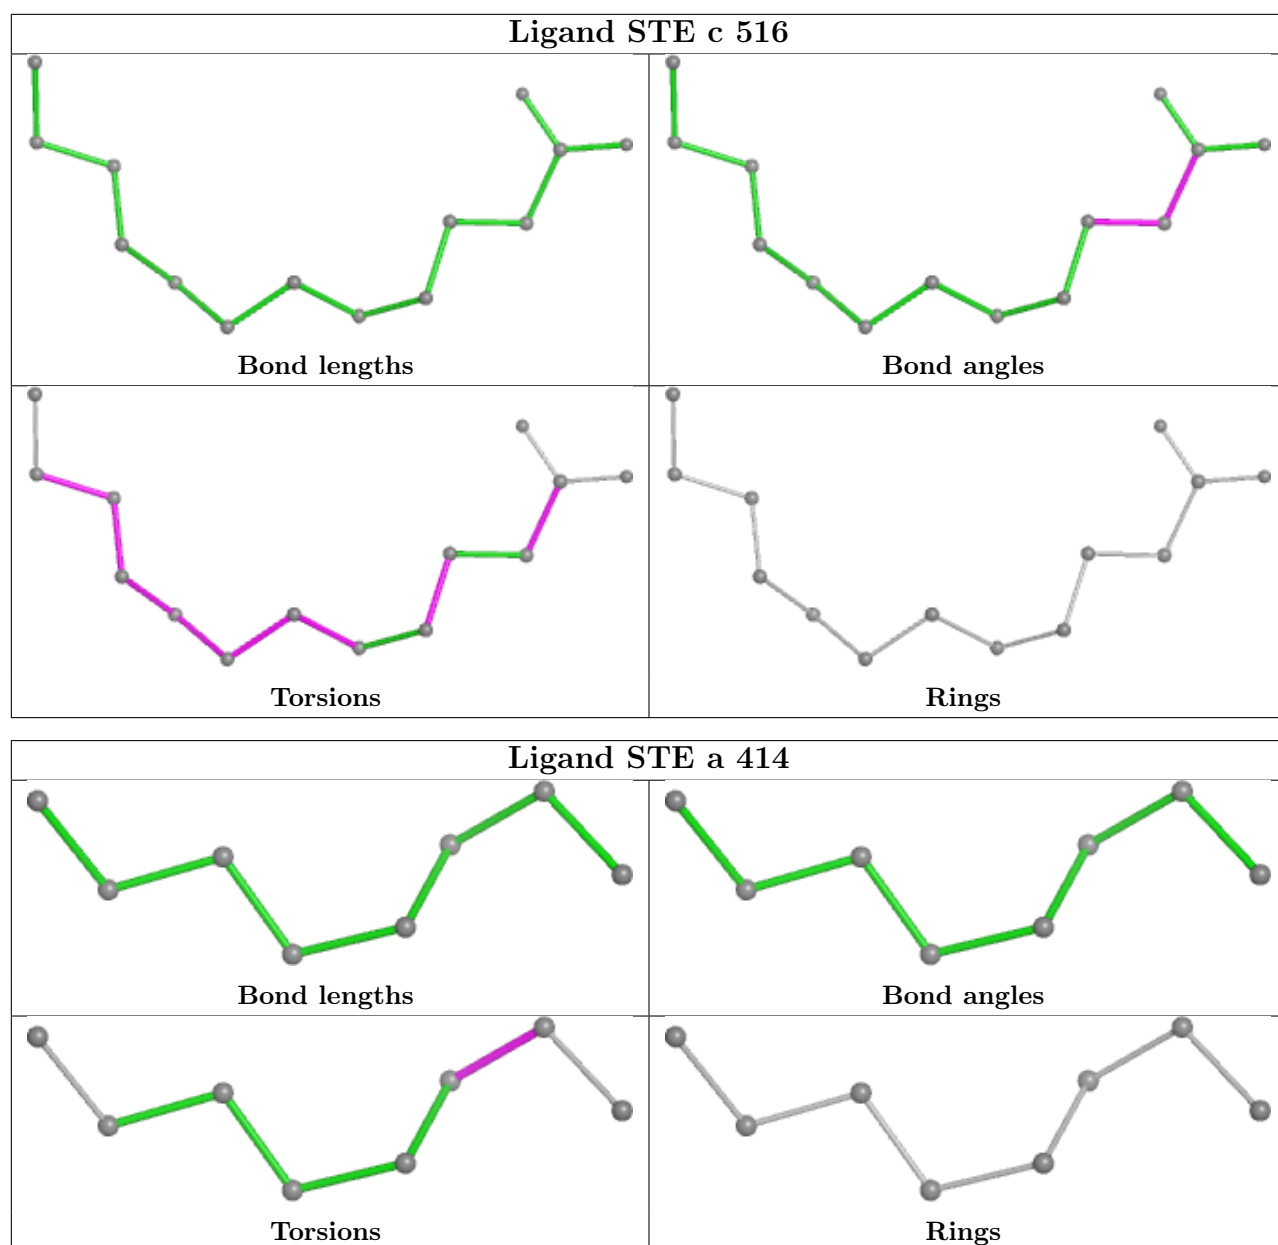 Ligand STE c 516
Bond lengths
Bond angles
Torsions
Rings
Ligand STE a 414
Bond lengths
Bond angles
Torsions
Rings